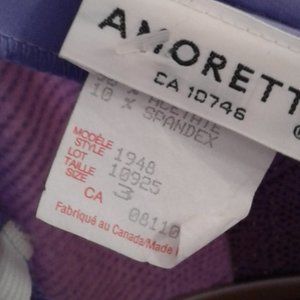 AMORETT
CA 10746
% ACETATE
10 % SPANDEX
MODÈLE
STYLE 1948
LOT 10925
TAILLE
SIZE 3
CA 08110
Fabriqué au Canada/Made